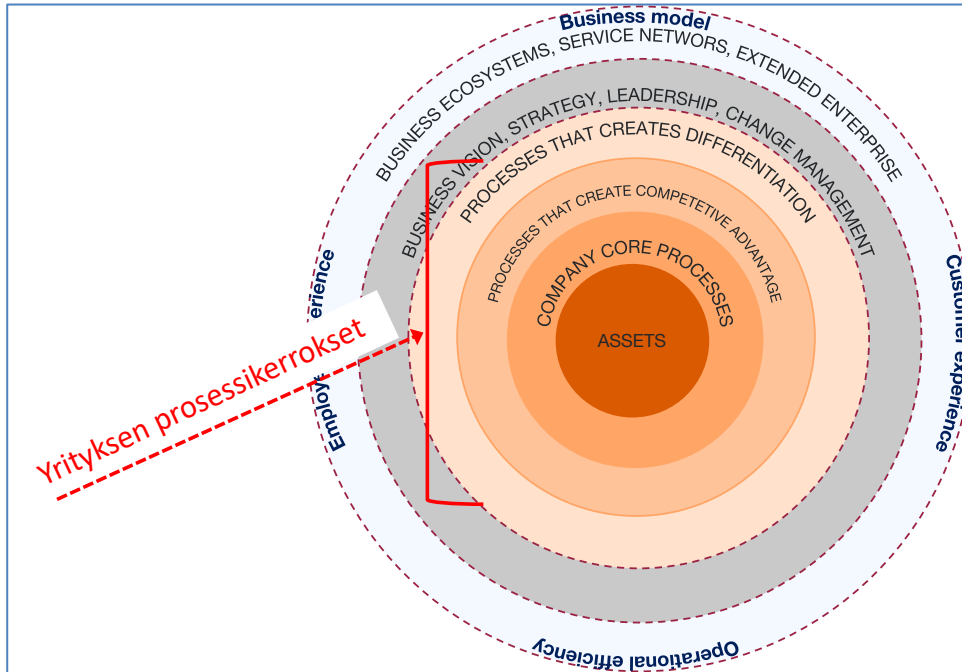 Business model
BUSINESS ECOSYSTEMS, SERVICE NETWORS, EXTENDED ENTERPRISE
BUSINESS VISION, STRATEGY, LEADERSHIP, CHANGE MANAGEMENT
PROCESSES THAT CREATES DIFFERENTIATION
PROCESSES THAT CREATE COMPETETIVE ADVANTAGE
COMPANY CORE PROCESSES
ASSETS
Customer experience
Yrityksen prosessikerrokset
Operational efficiency